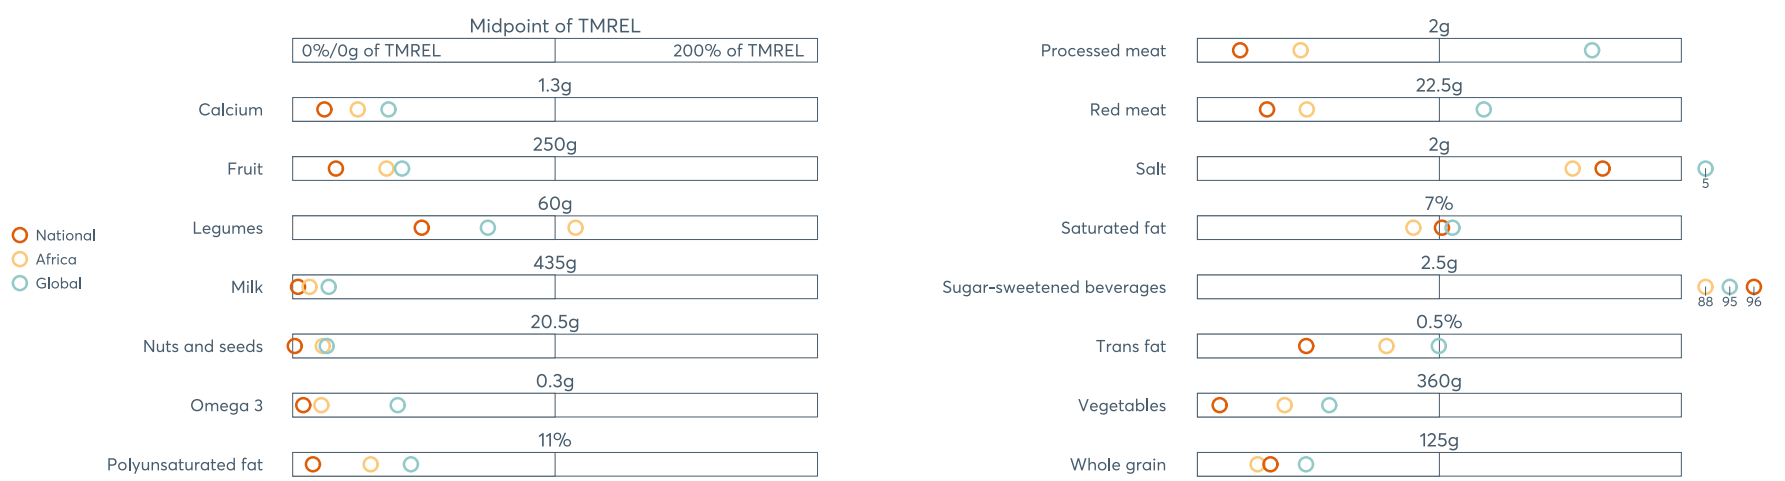 Midpoint of TMREL
0%/0g of TMREL 200% of TMREL
1.3g
Calcium
250g
Fruit
60g
Legumes
435g
Milk
20.5g
Nuts and seeds
0.3g
Omega 3
11%
Polyunsaturated fat
National
Africa
Global
2g
Processed meat
22.5g
Red meat
2g
Salt
5
7%
Saturated fat
2.5g
Sugar-sweetened beverages
88 95 96
0.5%
Trans fat
360g
Vegetables
125g
Whole grain